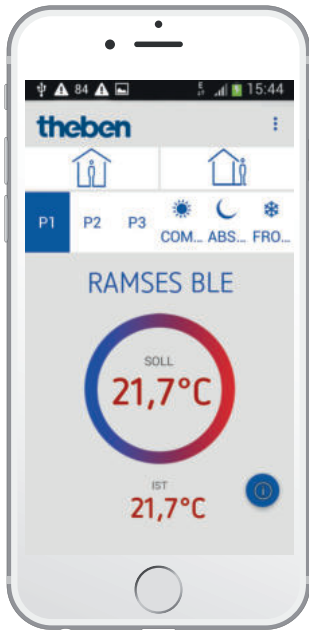 84 E 15:44
theben
P1 P2 P3 COM... ABS... FRO...
RAMSES BLE
SOLL
21,7°C
IST
21,7°C